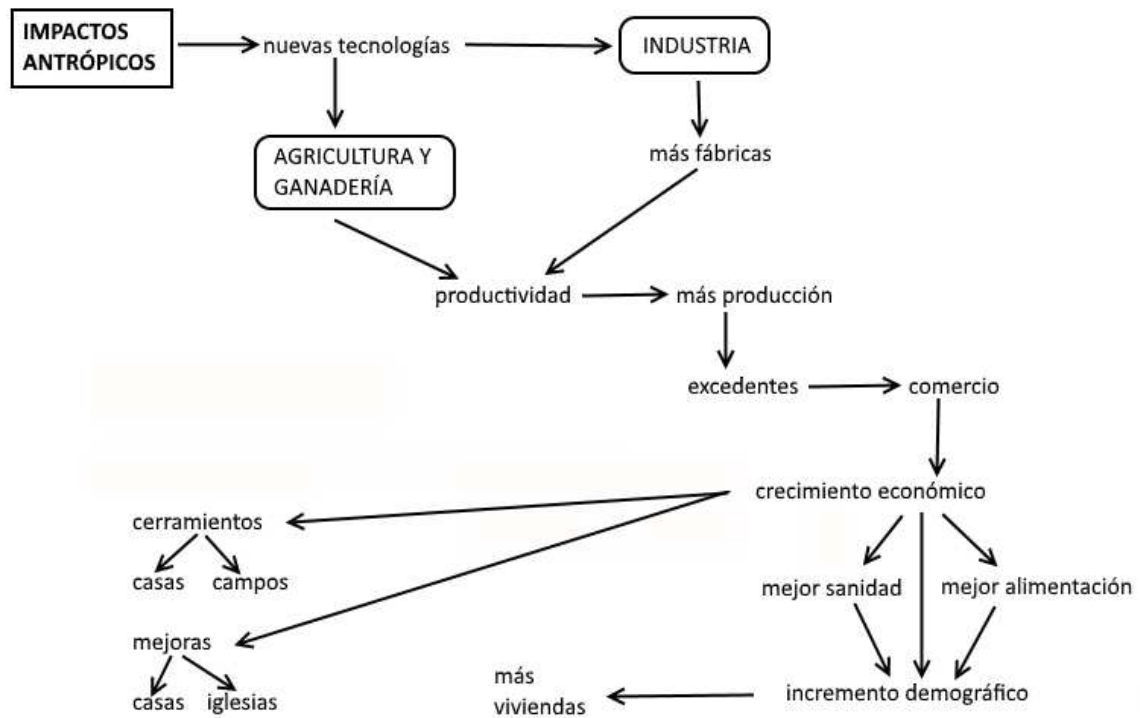 IMPACTOS
ANTRÓPICOS
nuevas tecnologías
INDUSTRIA
AGRICULTURA Y
GANADERÍA
más fábricas
productividad
más producción
excedentes
comercio
crecimiento económico
cerramientos
casas
campos
mejor sanidad
mejor alimentación
mejoras
casas
iglesias
más
viviendas
incremento demográfico